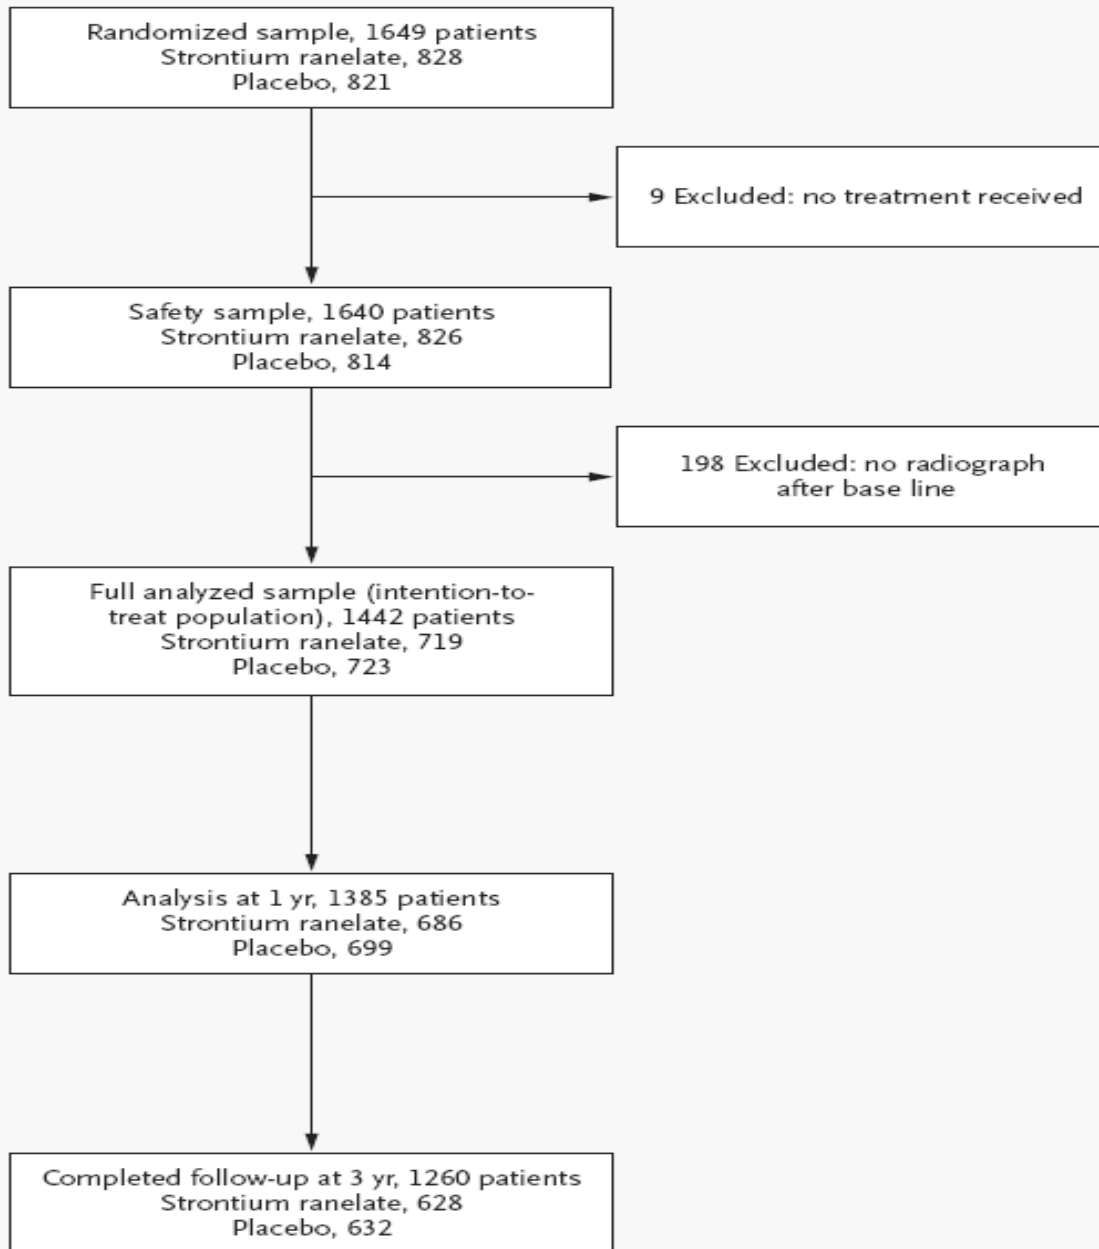 Randomized sample, 1649 patients
Strontium ranelate, 828
Placebo, 821
9 Excluded: no treatment received
Safety sample, 1640 patients
Strontium ranelate, 826
Placebo, 814
198 Excluded: no radiograph
after base line
Full analyzed sample (intention-to-
treat population), 1442 patients
Strontium ranelate, 719
Placebo, 723
Analysis at 1 yr, 1385 patients
Strontium ranelate, 686
Placebo, 699
Completed follow-up at 3 yr, 1260 patients
Strontium ranelate, 628
Placebo, 632